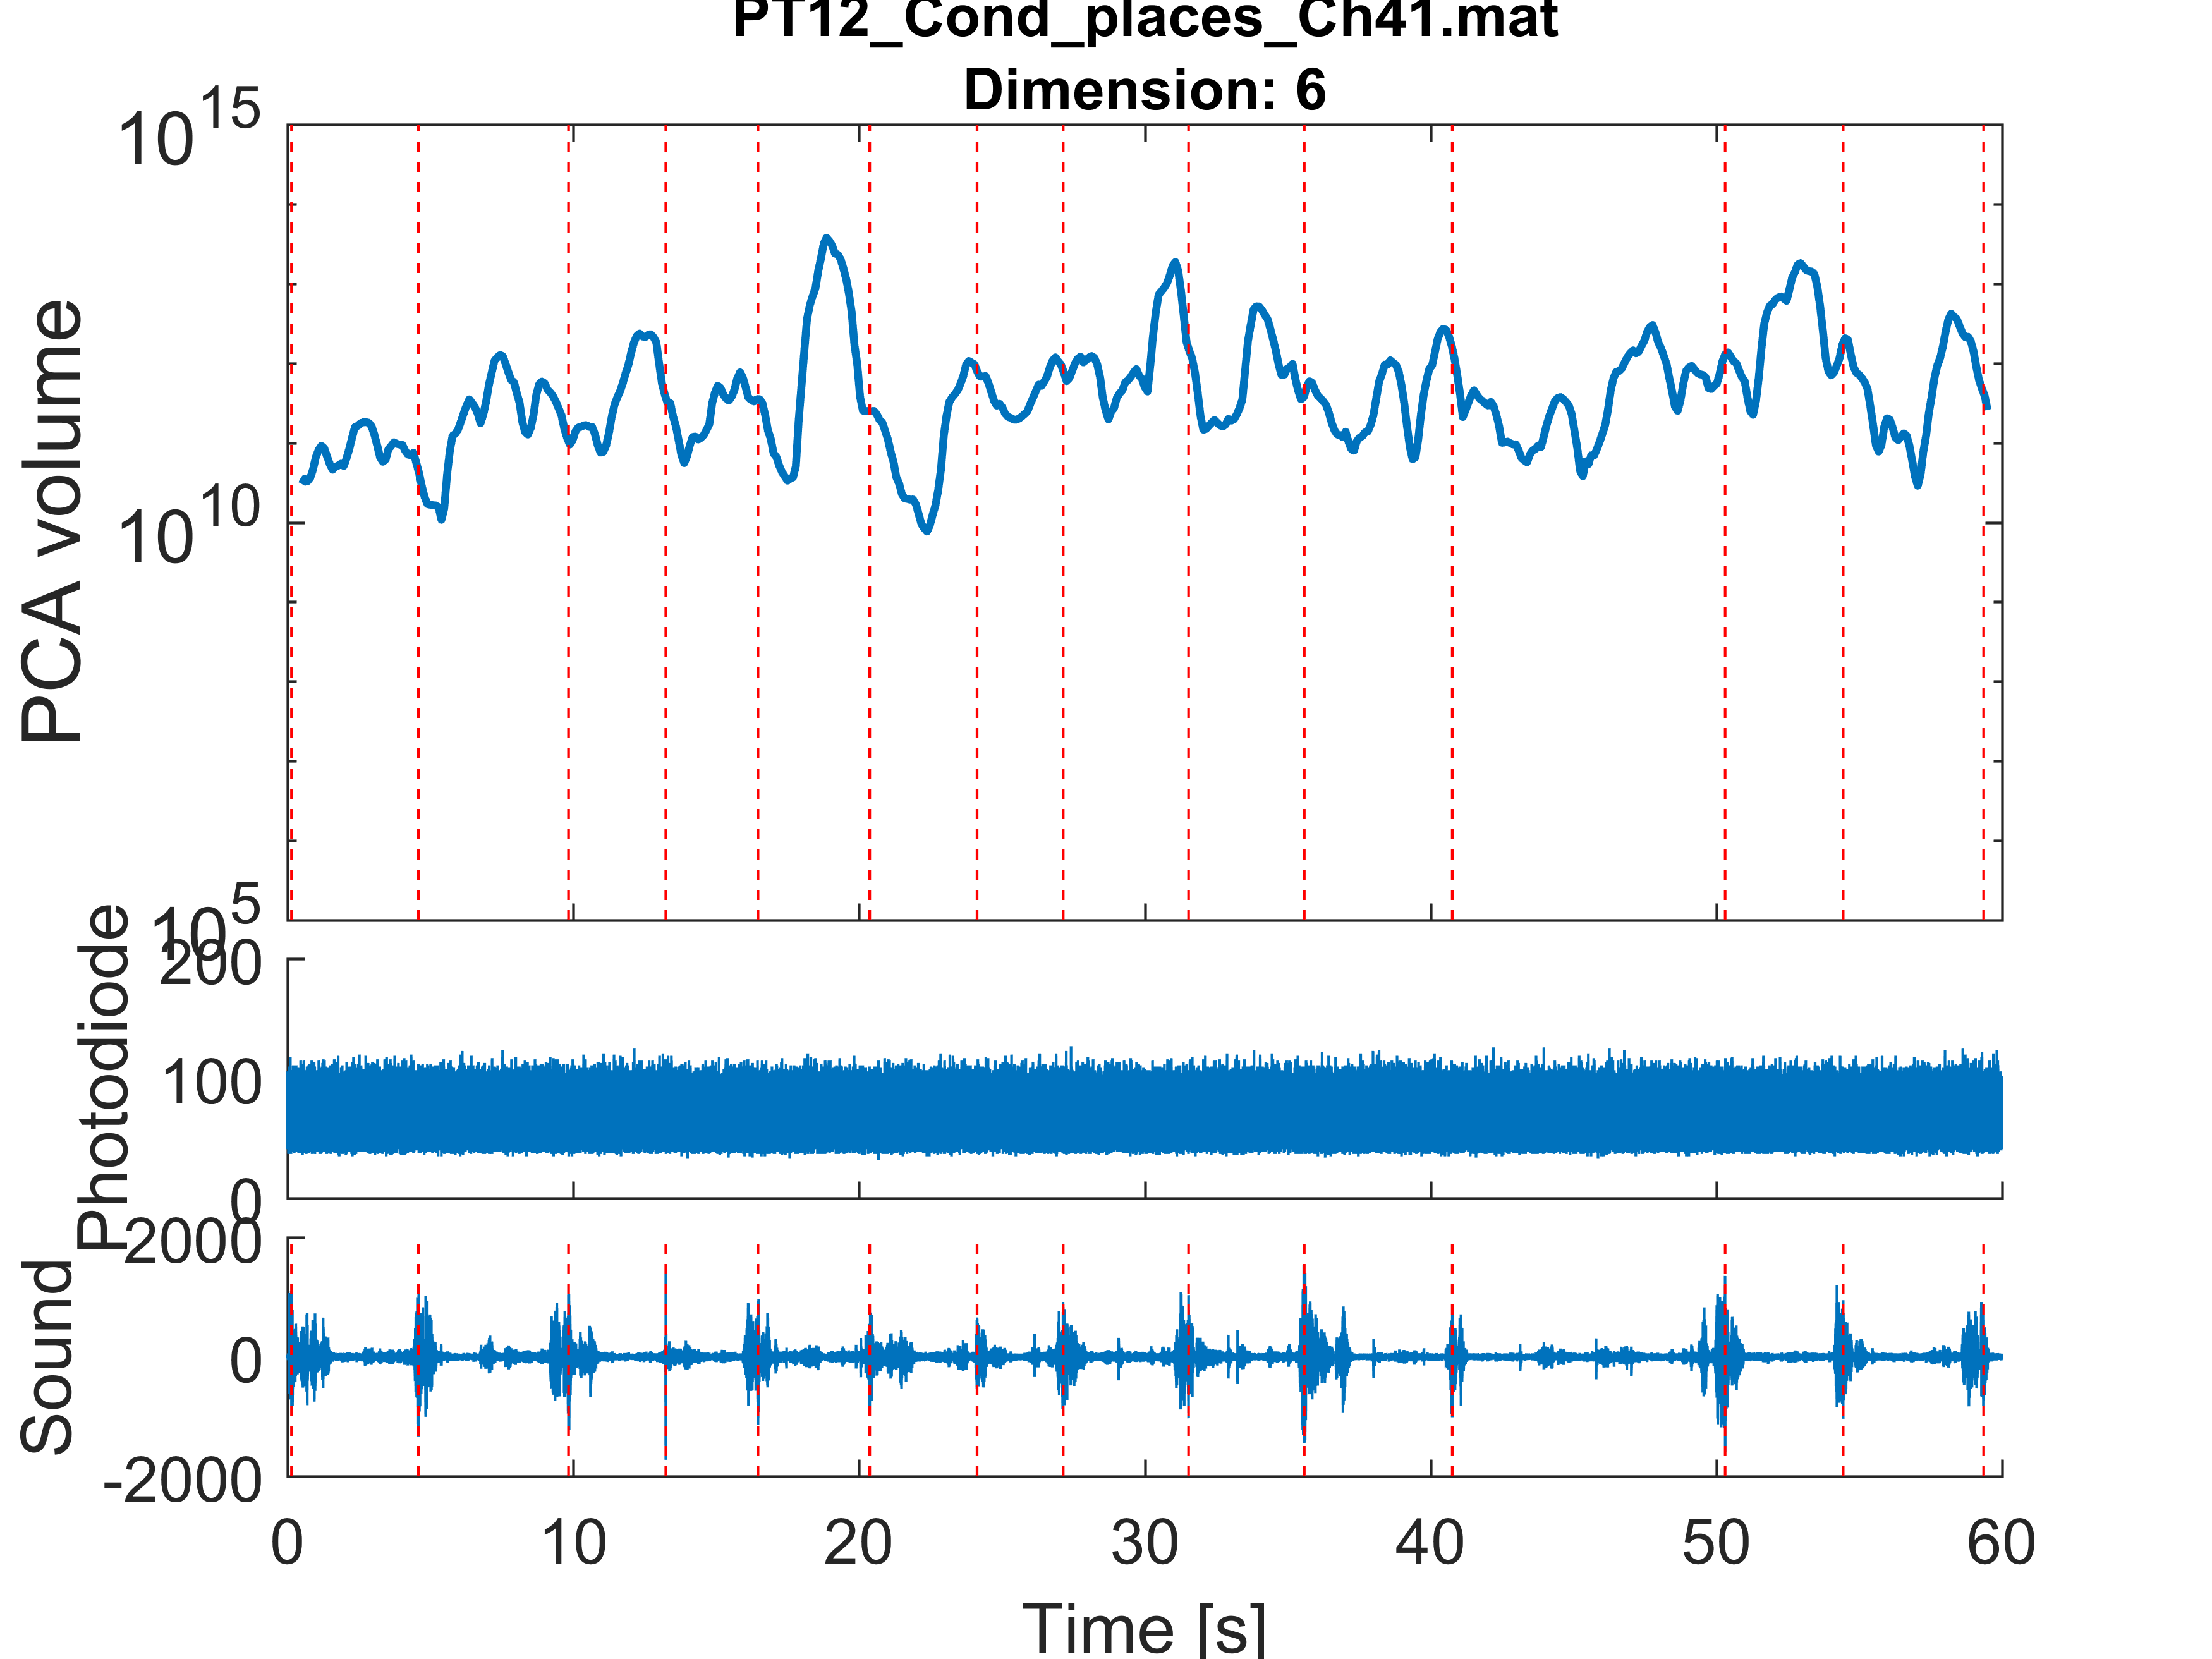 PT12_Cond_places_Ch41.mat
Dimension: 6
10^15
10^10
10^5
PCA volume
200
100
0
Photodiode
2000
0
-2000
Sound
0 10 20 30 40 50 60
Time [s]